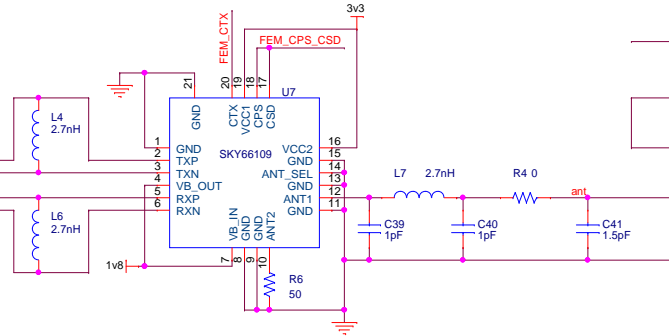 3v3
FEM_CTX
FEM_CPS_CSD
21
20
19
18
17
U7
GND
CTX
VCC1
CPS
CSD
L4
2.7nH
1
GND
VCC2
16
2
TXP
SKY66109
GND
15
3
TXN
ANT_SEL
14
4
VB_OUT
GND
13
5
RXP
ANT1
12
6
RXN
GND
11
L7
2.7nH
R4 0
ant
L6
2.7nH
C39
1pF
C40
1pF
C41
1.5pF
VB_IN
GND
GND
ANT2
1v8
7
8
9
10
R6
50